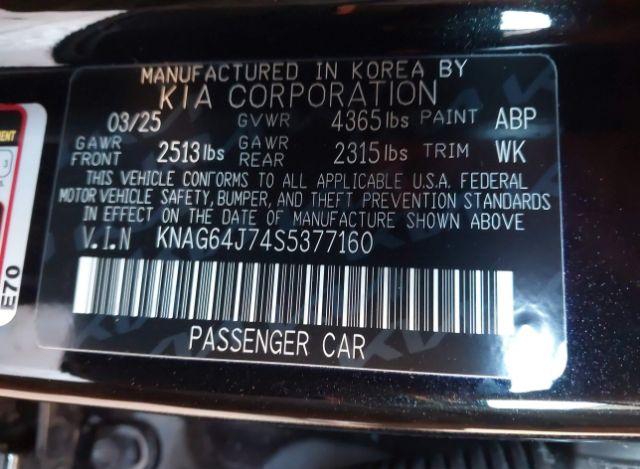 MANUFACTURED IN KOREA BY
KIA CORPORATION
03/25 GVWR 4365 lbs PAINT ABP
GAWR FRONT 2513 lbs GAWR REAR 2315 lbs TRIM WK
THIS VEHICLE CONFORMS TO ALL APPLICABLE U.S.A. FEDERAL
MOTOR VEHICLE SAFETY, BUMPER, AND THEFT PREVENTION STANDARDS
IN EFFECT ON THE DATE OF MANUFACTURE SHOWN ABOVE
V.I.N KNAG64J74S5377160
PASSENGER CAR
3
E70